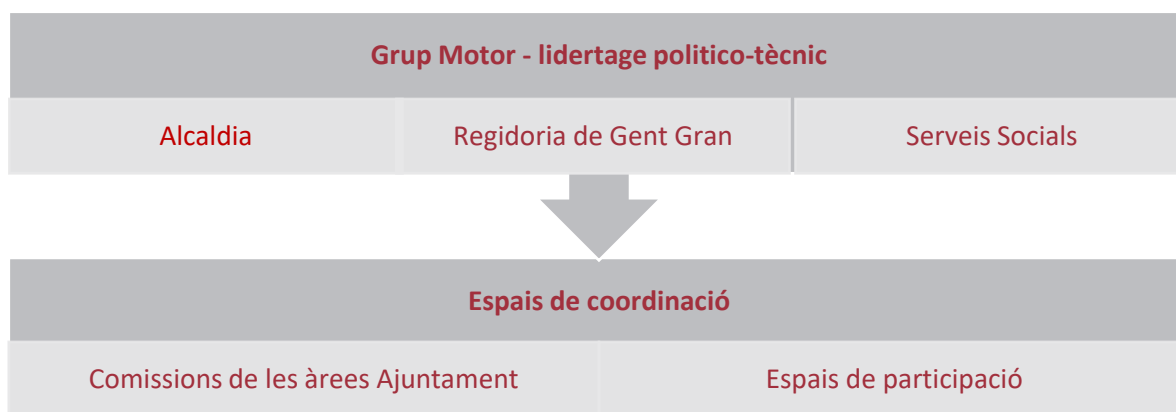 Grup Motor - lidertage politico-tècnic
Alcaldia
Regidoria de Gent Gran
Serveis Socials
Espais de coordinació
Comissions de les àrees Ajuntament
Espais de participació